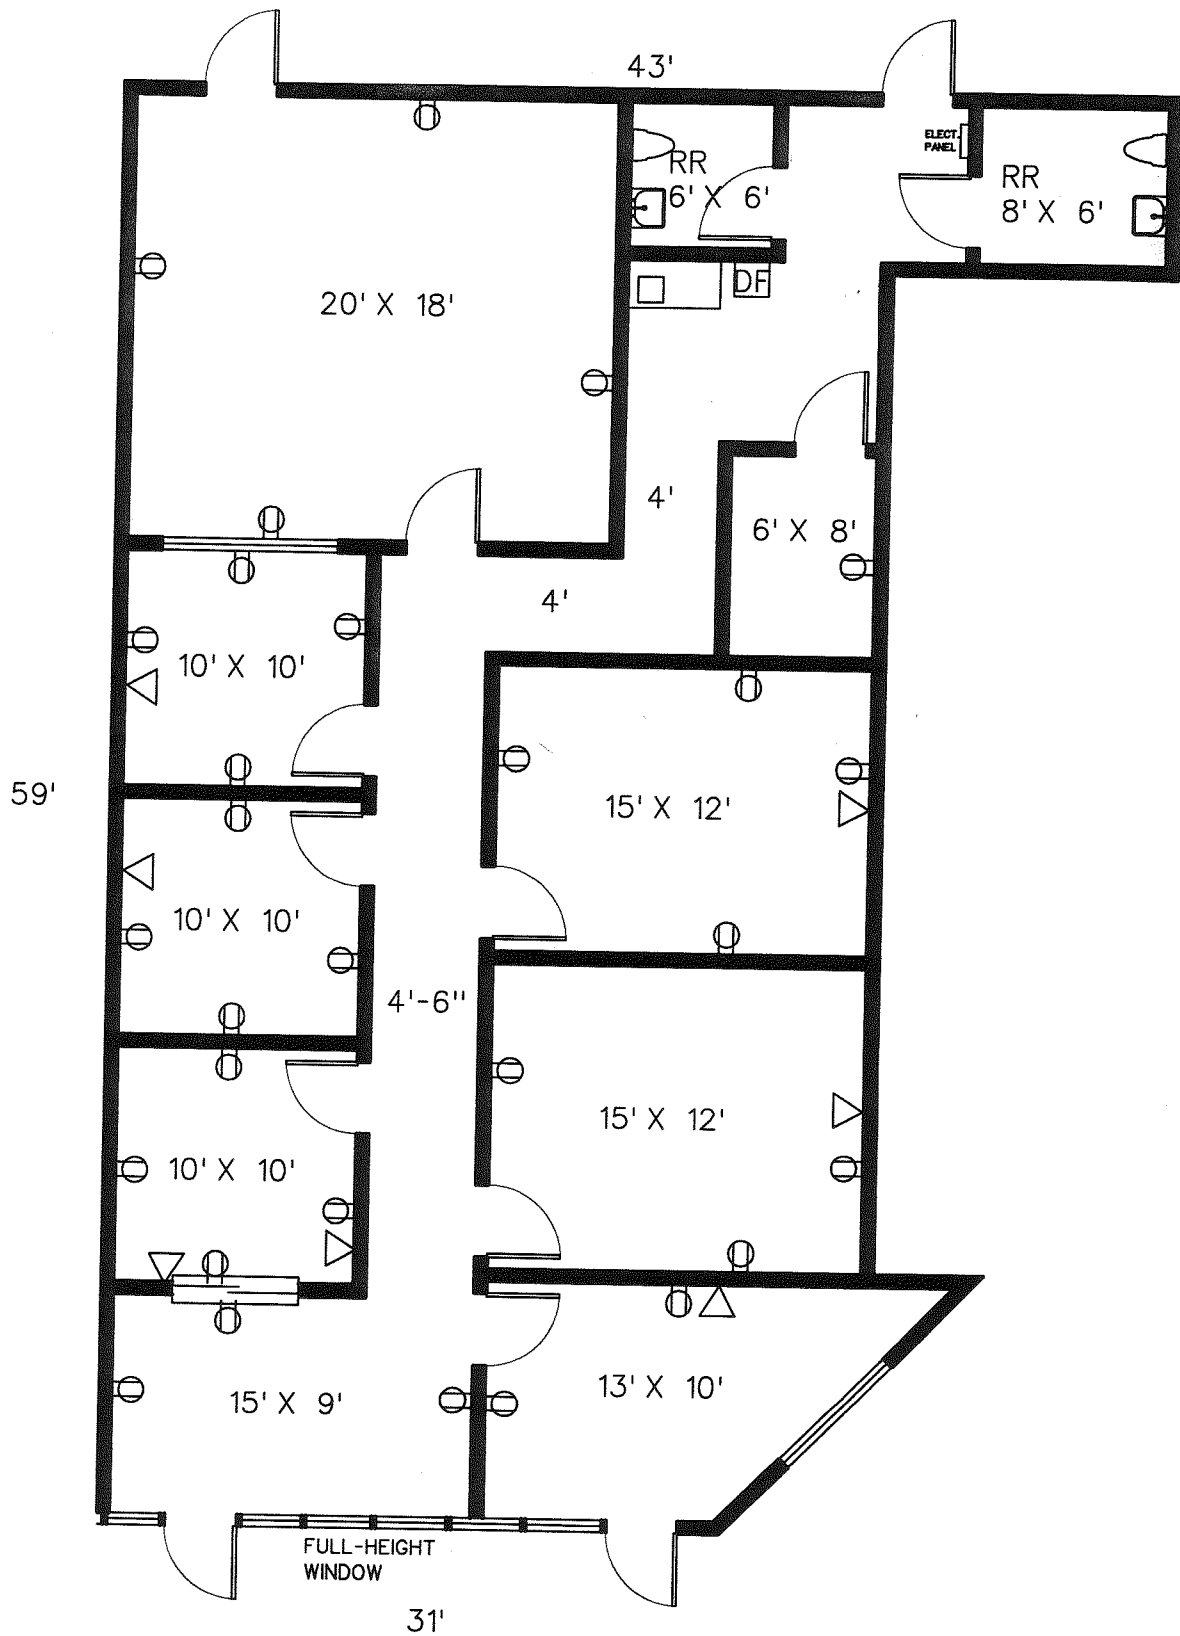 43'
ELECT.
PANEL
RR
6' X 6'
RR
8' X 6'
DF
20' X 18'
4'
6' X 8'
4'
10' X 10'
59'
15' X 12'
10' X 10'
4'-6"
15' X 12'
10' X 10'
13' X 10'
15' X 9'
FULL-HEIGHT
WINDOW
31'